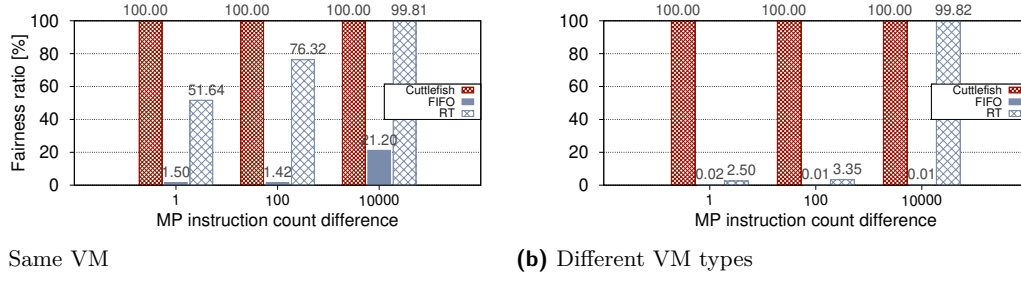 100.00 100.00 100.00 99.81
Fairness ratio [%]
100
80
60
40
20
0
51.64
76.32
1.50
1.42
21.20
Cuttlefish
FIFO
RT
1 100 10000
MP instruction count difference
Same VM
100.00 100.00 100.00 99.82
100
80
60
40
20
0
0.02 2.50
0.01 3.35
0.01
Cuttlefish
FIFO
RT
1 100 10000
MP instruction count difference
(b) Different VM types